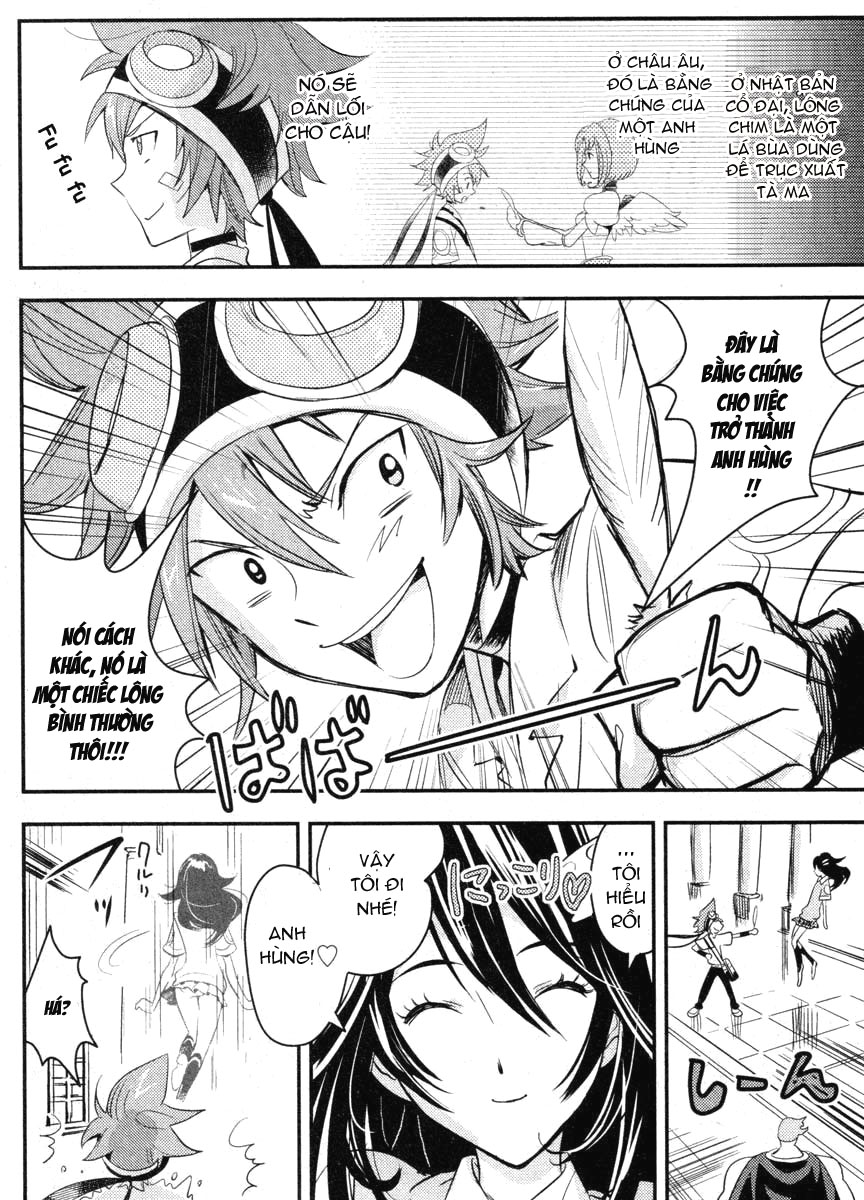 Ở NHẬT BẢN
CỔ ĐẠI, LÔNG
CHIM LÀ MỘT
LÁ BÙA DÙNG
ĐỂ TRỤC XUẤT
TÀ MA
Ở CHÂU ÂU,
ĐÓ LÀ BẰNG
CHỨNG CỦA
MỘT ANH
HÙNG
NÓ SẼ
DẪN LỐI
CHO CẬU!
Fu fu fu
ĐÂY LÀ
BẰNG CHỨNG
CHO VIỆC
TRỞ THÀNH
ANH HÙNG
!!
NÓI CÁCH
KHÁC, NÓ LÀ
MỘT CHIẾC LÔNG
BÌNH THƯỜNG
THÔI!!!
ばばーん
しーん
...
TÔI
HIỂU
RỒI
にっこり♡
VẬY
TÔI ĐI
NHÉ!
ANH
HÙNG!♡
クルリ
HẢ?